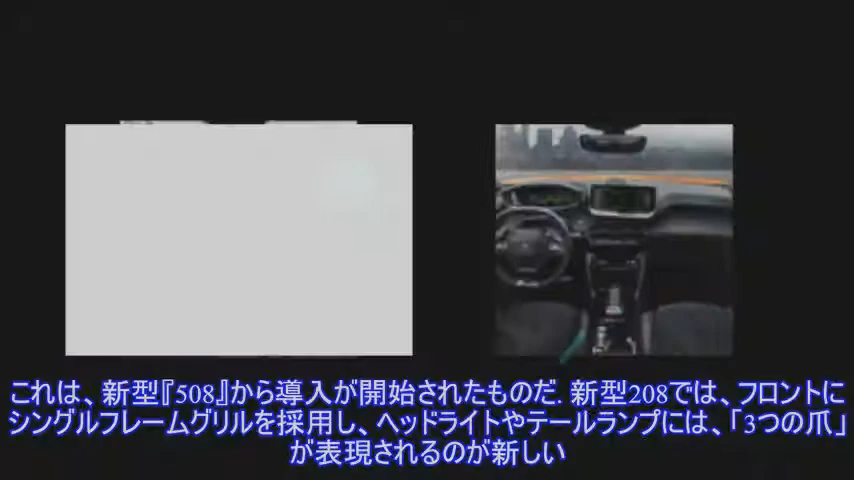 これは、新型『508』から導入が開始されたものだ. 新型208では、フロントに
シングルフレームグリルを採用し、ヘッドライトやテールランプには、「3つの爪」
が表現されるのが新しい